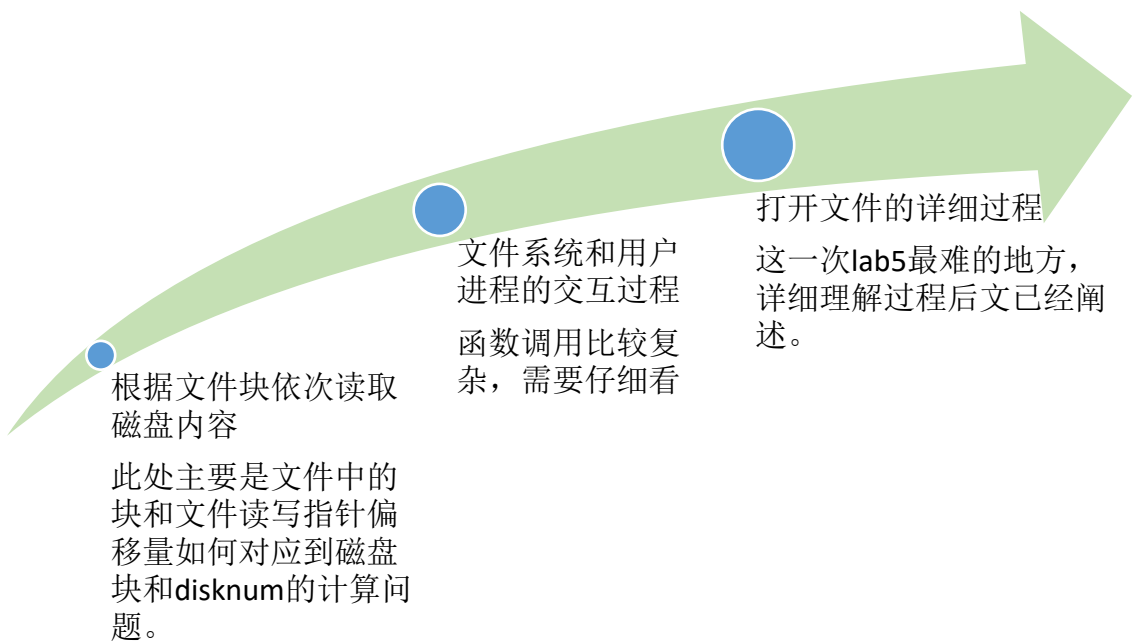 根据文件块依次读取
磁盘内容
此处主要是文件中的
块和文件读写指针偏
移量如何对应到磁盘
块和disknum的计算问
题。
文件系统和用户
进程的交互过程
函数调用比较复
杂，需要仔细看
打开文件的详细过程
这一次lab5最难的地方，
详细理解过程后文已经阐
述。